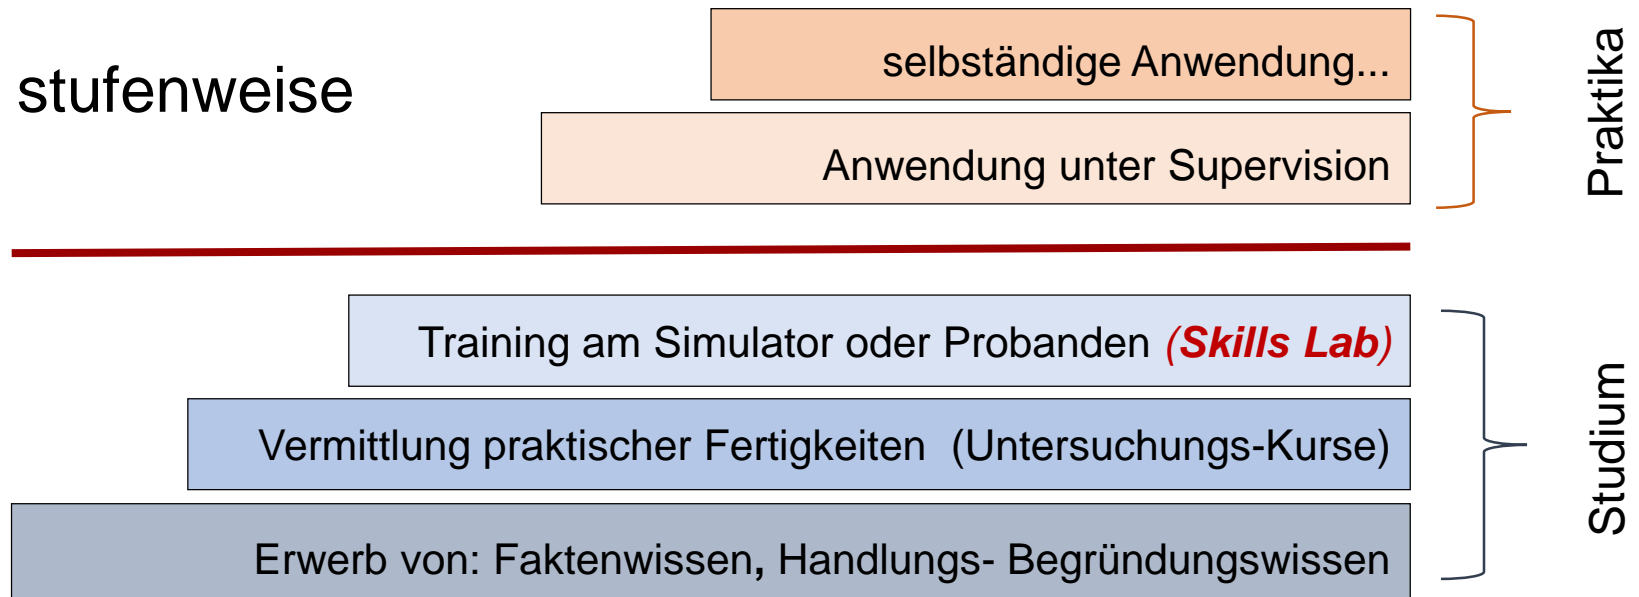 stufenweise
selbständige Anwendung...
Anwendung unter Supervision
Praktika
Training am Simulator oder Probanden (Skills Lab)
Vermittlung praktischer Fertigkeiten (Untersuchungs-Kurse)
Erwerb von: Faktenwissen, Handlungs- Begründungswissen
Studium